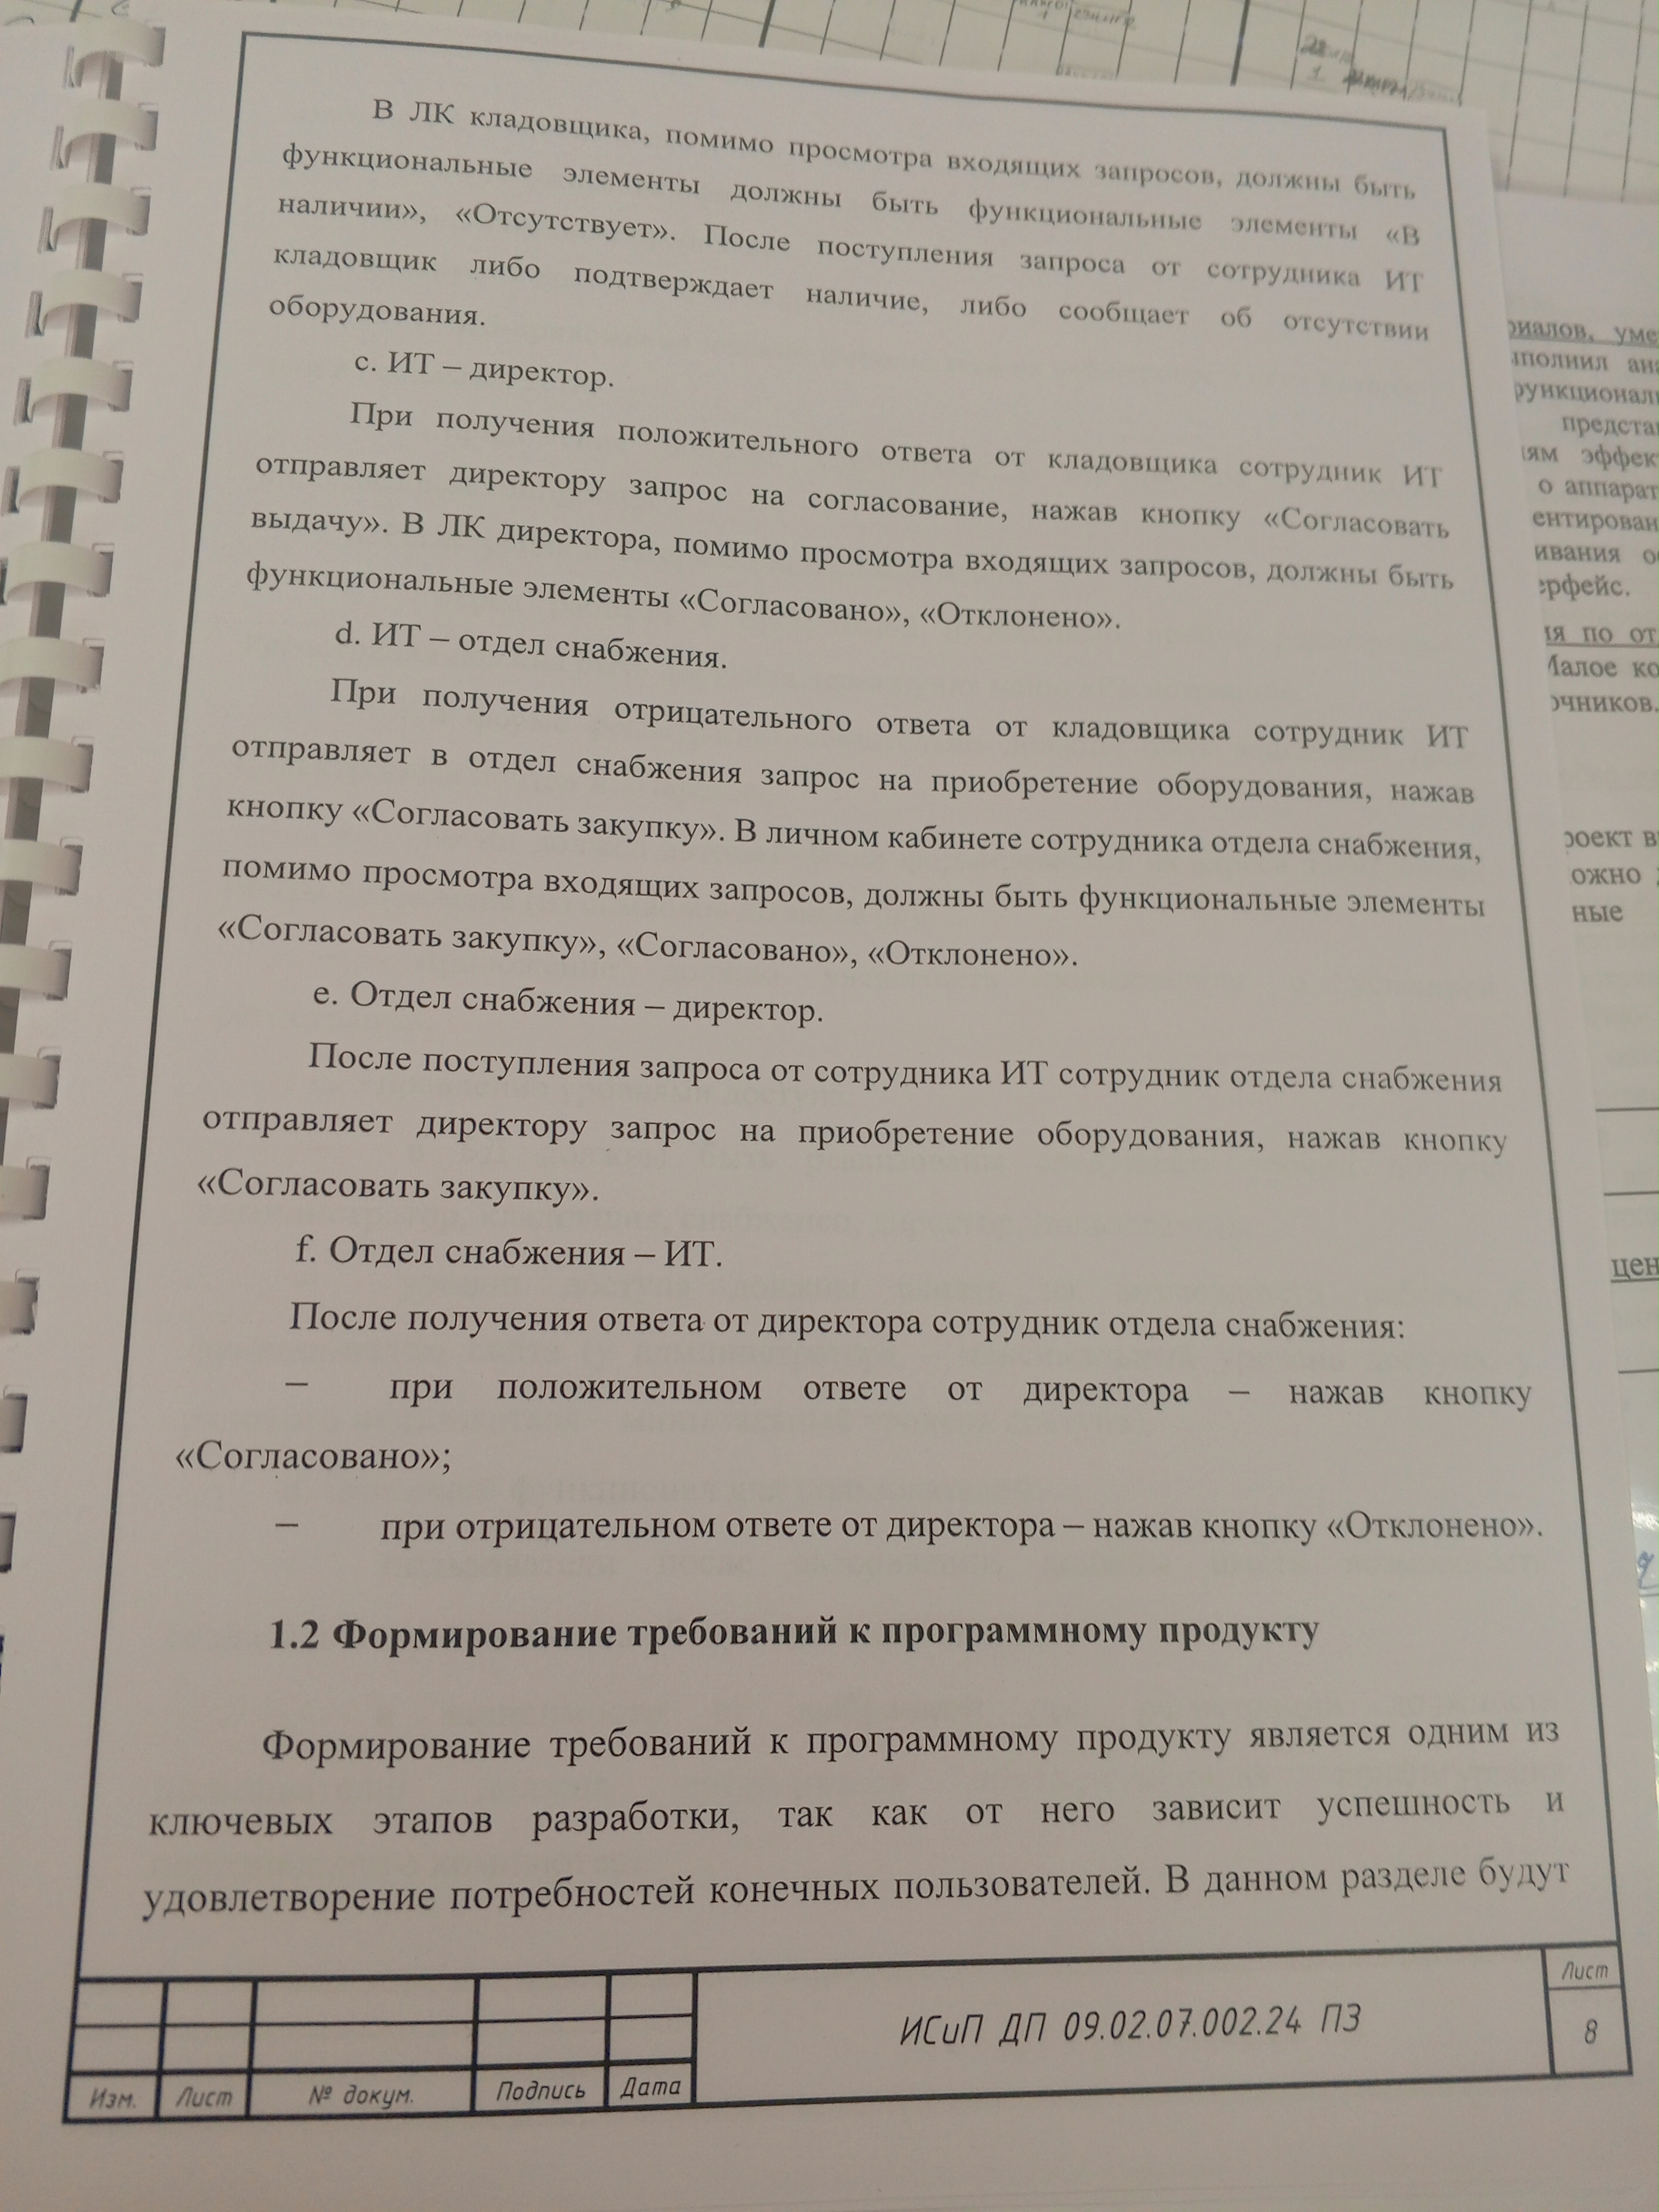 В ЛК кладовщика, помимо просмотра входящих запросов, должны быть
функциональные элементы должны быть функциональные элементы «В
наличии», «Отсутствует». После поступления запроса от сотрудника ИТ
кладовщик либо подтверждает наличие, либо сообщает об отсутствии
оборудования.
c. ИТ – директор.
При получения положительного ответа от кладовщика сотрудник ИТ
отправляет директору запрос на согласование, нажав кнопку «Согласовать
выдачу». В ЛК директора, помимо просмотра входящих запросов, должны быть
функциональные элементы «Согласовано», «Отклонено».
d. ИТ – отдел снабжения.
При получения отрицательного ответа от кладовщика сотрудник ИТ
отправляет в отдел снабжения запрос на приобретение оборудования, нажав
кнопку «Согласовать закупку». В личном кабинете сотрудника отдела снабжения,
помимо просмотра входящих запросов, должны быть функциональные элементы
«Согласовать закупку», «Согласовано», «Отклонено».
e. Отдел снабжения – директор.
После поступления запроса от сотрудника ИТ сотрудник отдела снабжения
отправляет директору запрос на приобретение оборудования, нажав кнопку
«Согласовать закупку».
f. Отдел снабжения – ИТ.
После получения ответа от директора сотрудник отдела снабжения:
– при положительном ответе от директора – нажав кнопку
«Согласовано»;
– при отрицательном ответе от директора – нажав кнопку «Отклонено».
1.2 Формирование требований к программному продукту
Формирование требований к программному продукту является одним из
ключевых этапов разработки, так как от него зависит успешность и
удовлетворение потребностей конечных пользователей. В данном разделе будут
Изм. Лист № докум. Подпись Дата
ИСиП ДП 09.02.07.002.24 ПЗ
Лист
8